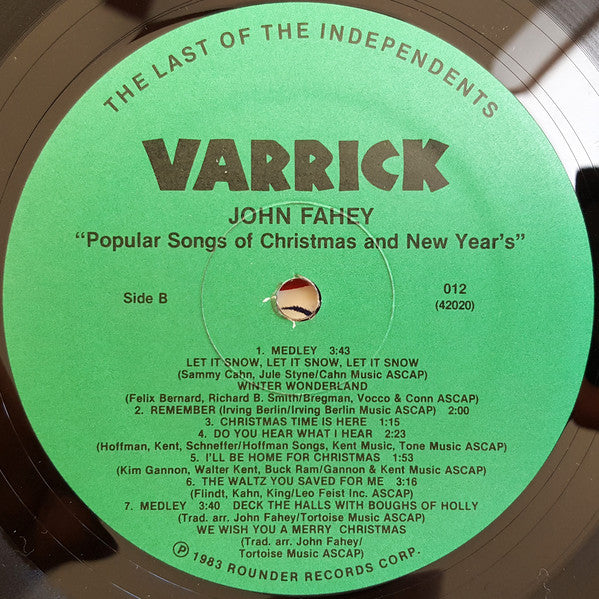 THE LAST OF THE INDEPENDENTS
VARRICK
JOHN FAHEY
"Popular Songs of Christmas and New Year's"
Side B
012
(42020)
1. MEDLEY 3:43
LET IT SNOW, LET IT SNOW, LET IT SNOW
(Sammy Cahn, Jule Styne/Cahn Music ASCAP)
WINTER WONDERLAND
(Felix Bernard, Richard B. Smith/Bregman, Vocco & Conn ASCAP)
2. REMEMBER (Irving Berlin/Irving Berlin Music ASCAP) 2:00
3. CHRISTMAS TIME IS HERE 1:15
4. DO YOU HEAR WHAT I HEAR 2:23
(Hoffman, Kent, Schneffer/Hoffman Songs, Kent Music, Tone Music ASCAP)
5. I'LL BE HOME FOR CHRISTMAS 1:53
(Kim Gannon, Walter Kent, Buck Ram/Gannon & Kent Music ASCAP)
6. THE WALTZ YOU SAVED FOR ME 3:16
(Flindt, Kahn, King/Leo Feist Inc. ASCAP)
7. MEDLEY 3:40 DECK THE HALLS WITH BOUGHS OF HOLLY
(Trad. arr. John Fahey/Tortoise Music ASCAP)
WE WISH YOU A MERRY CHRISTMAS
(Trad. arr. John Fahey/
Tortoise Music ASCAP)
℗ 1983 ROUNDER RECORDS CORP.